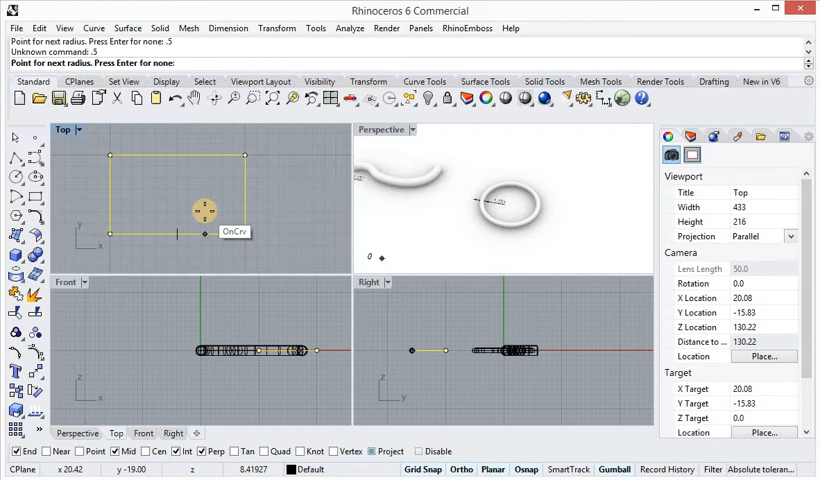 Rhinoceros 6 Commercial
File Edit View Curve Surface Solid Mesh Dimension Transform Tools Analyze Render Panels RhinoEmboss Help
Point for next radius. Press Enter for none: .5
Unknown command: .5
Point for next radius. Press Enter for none:
Standard CPlanes Set View Display Select Viewport Layout Visibility Transform Curve Tools Surface Tools Solid Tools Mesh Tools Render Tools Drafting New in V6
Top
Perspective
OnCrv
y
x
1.00
0
Front
Right
z
x
z
y
Viewport
Title Top
Width 433
Height 216
Projection Parallel
Camera
Lens Length 50.0
Rotation 0.0
X Location 20.08
Y Location -15.83
Z Location 130.22
Distance to ... 130.22
Location Place...
Target
X Target 20.08
Y Target -15.83
Z Target 0.0
Location Place...
Perspective Top Front Right
End Near Point Mid Cen Int Perp Tan Quad Knot Vertex Project Disable
CPlane x 20.42 y -19.00 z 8.41927 Default Grid Snap Ortho Planar Osnap SmartTrack Gumball Record History Filter Absolute toleran...